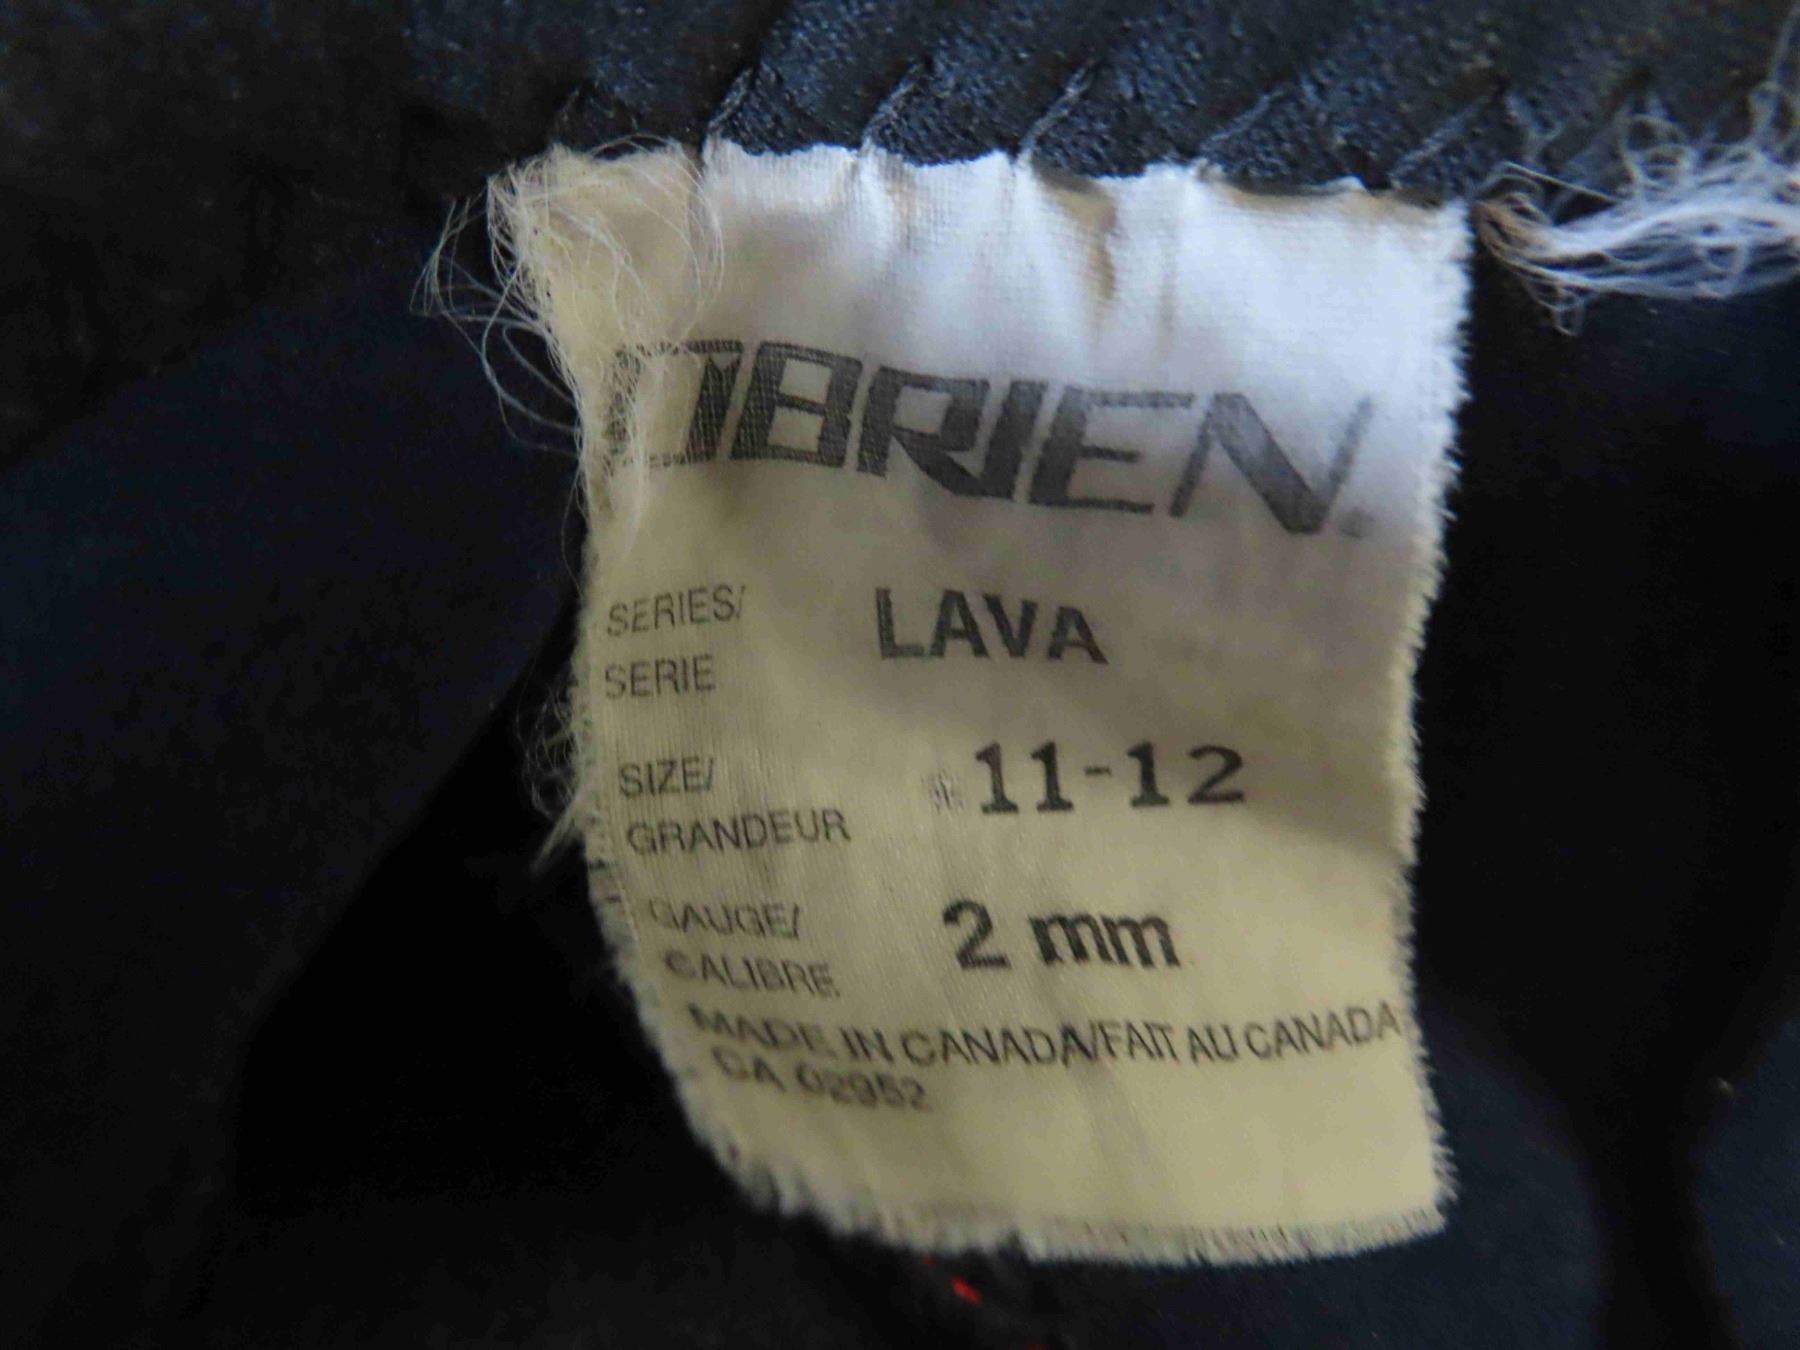 OBRIEN.
SERIES/
SERIE
LAVA
SIZE/
GRANDEUR
11-12
GAUGE/
CALIBRE
2 mm
MADE IN CANADA/FAIT AU CANADA
CA 02952